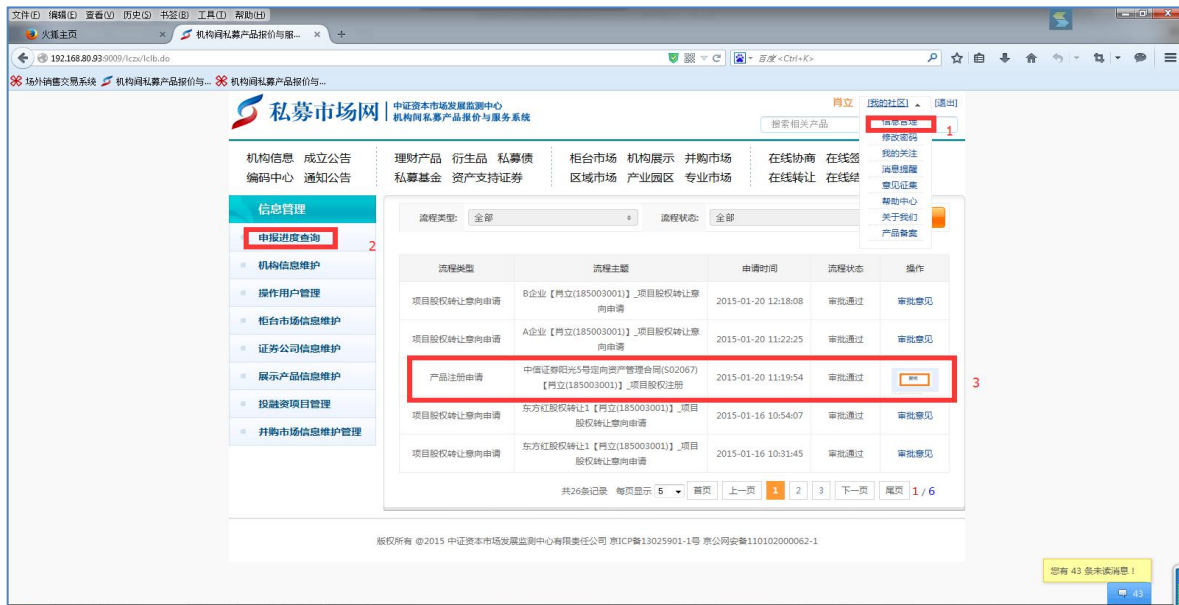 文件(F) 编辑(E) 查看(V) 历史(S) 书签(B) 工具(T) 帮助(H)
火狐主页 × 机构间私募产品报价与服... × +
192.168.80.93:9009/lczx/lclb.do 百度 <Ctrl+K>
场外销售交易系统 机构间私募产品报价与... 机构间私募产品报价与...
私募市场网 中证资本市场发展监测中心
机构间私募产品报价与服务系统
肖立 [我的社区] [退出]
搜索相关产品
信息管理 1
修改密码
我的关注
消息提醒
意见征集
帮助中心
关于我们
产品备案
机构信息 成立公告 理财产品 衍生品 私募债 柜台市场 机构展示 并购市场 在线协商 在线签
编码中心 通知公告 私募基金 资产支持证券 区域市场 产业园区 专业市场 在线转让 在线结
信息管理
申报进度查询 2
机构信息维护
操作用户管理
柜台市场信息维护
证券公司信息维护
展示产品信息维护
投融资项目管理
并购市场信息维护管理
流程类型: 全部 流程状态: 全部
流程类型 流程主题 申请时间 流程状态 操作
项目股权转让意向申请 B企业【肖立(185003001)】_项目股权转让意向申请 2015-01-20 12:18:08 审批通过 审批意见
项目股权转让意向申请 A企业【肖立(185003001)】_项目股权转让意向申请 2015-01-20 11:22:25 审批通过 审批意见
产品注册申请 中信证券阳光5号定向资产管理合同(S02067)【肖立(185003001)】_项目股权注册 2015-01-20 11:19:54 审批通过 3
项目股权转让意向申请 东方红股权转让1【肖立(185003001)】_项目股权转让意向申请 2015-01-16 10:54:07 审批通过 审批意见
项目股权转让意向申请 东方红股权转让1【肖立(185003001)】_项目股权转让意向申请 2015-01-16 10:31:45 审批通过 审批意见
共26条记录 每页显示 5 首页 上一页 1 2 3 下一页 尾页 1 / 6
版权所有 @2015 中证资本市场发展监测中心有限责任公司 京ICP备13025901-1号 京公网安备110102000062-1
您有 43 条未读消息！
43